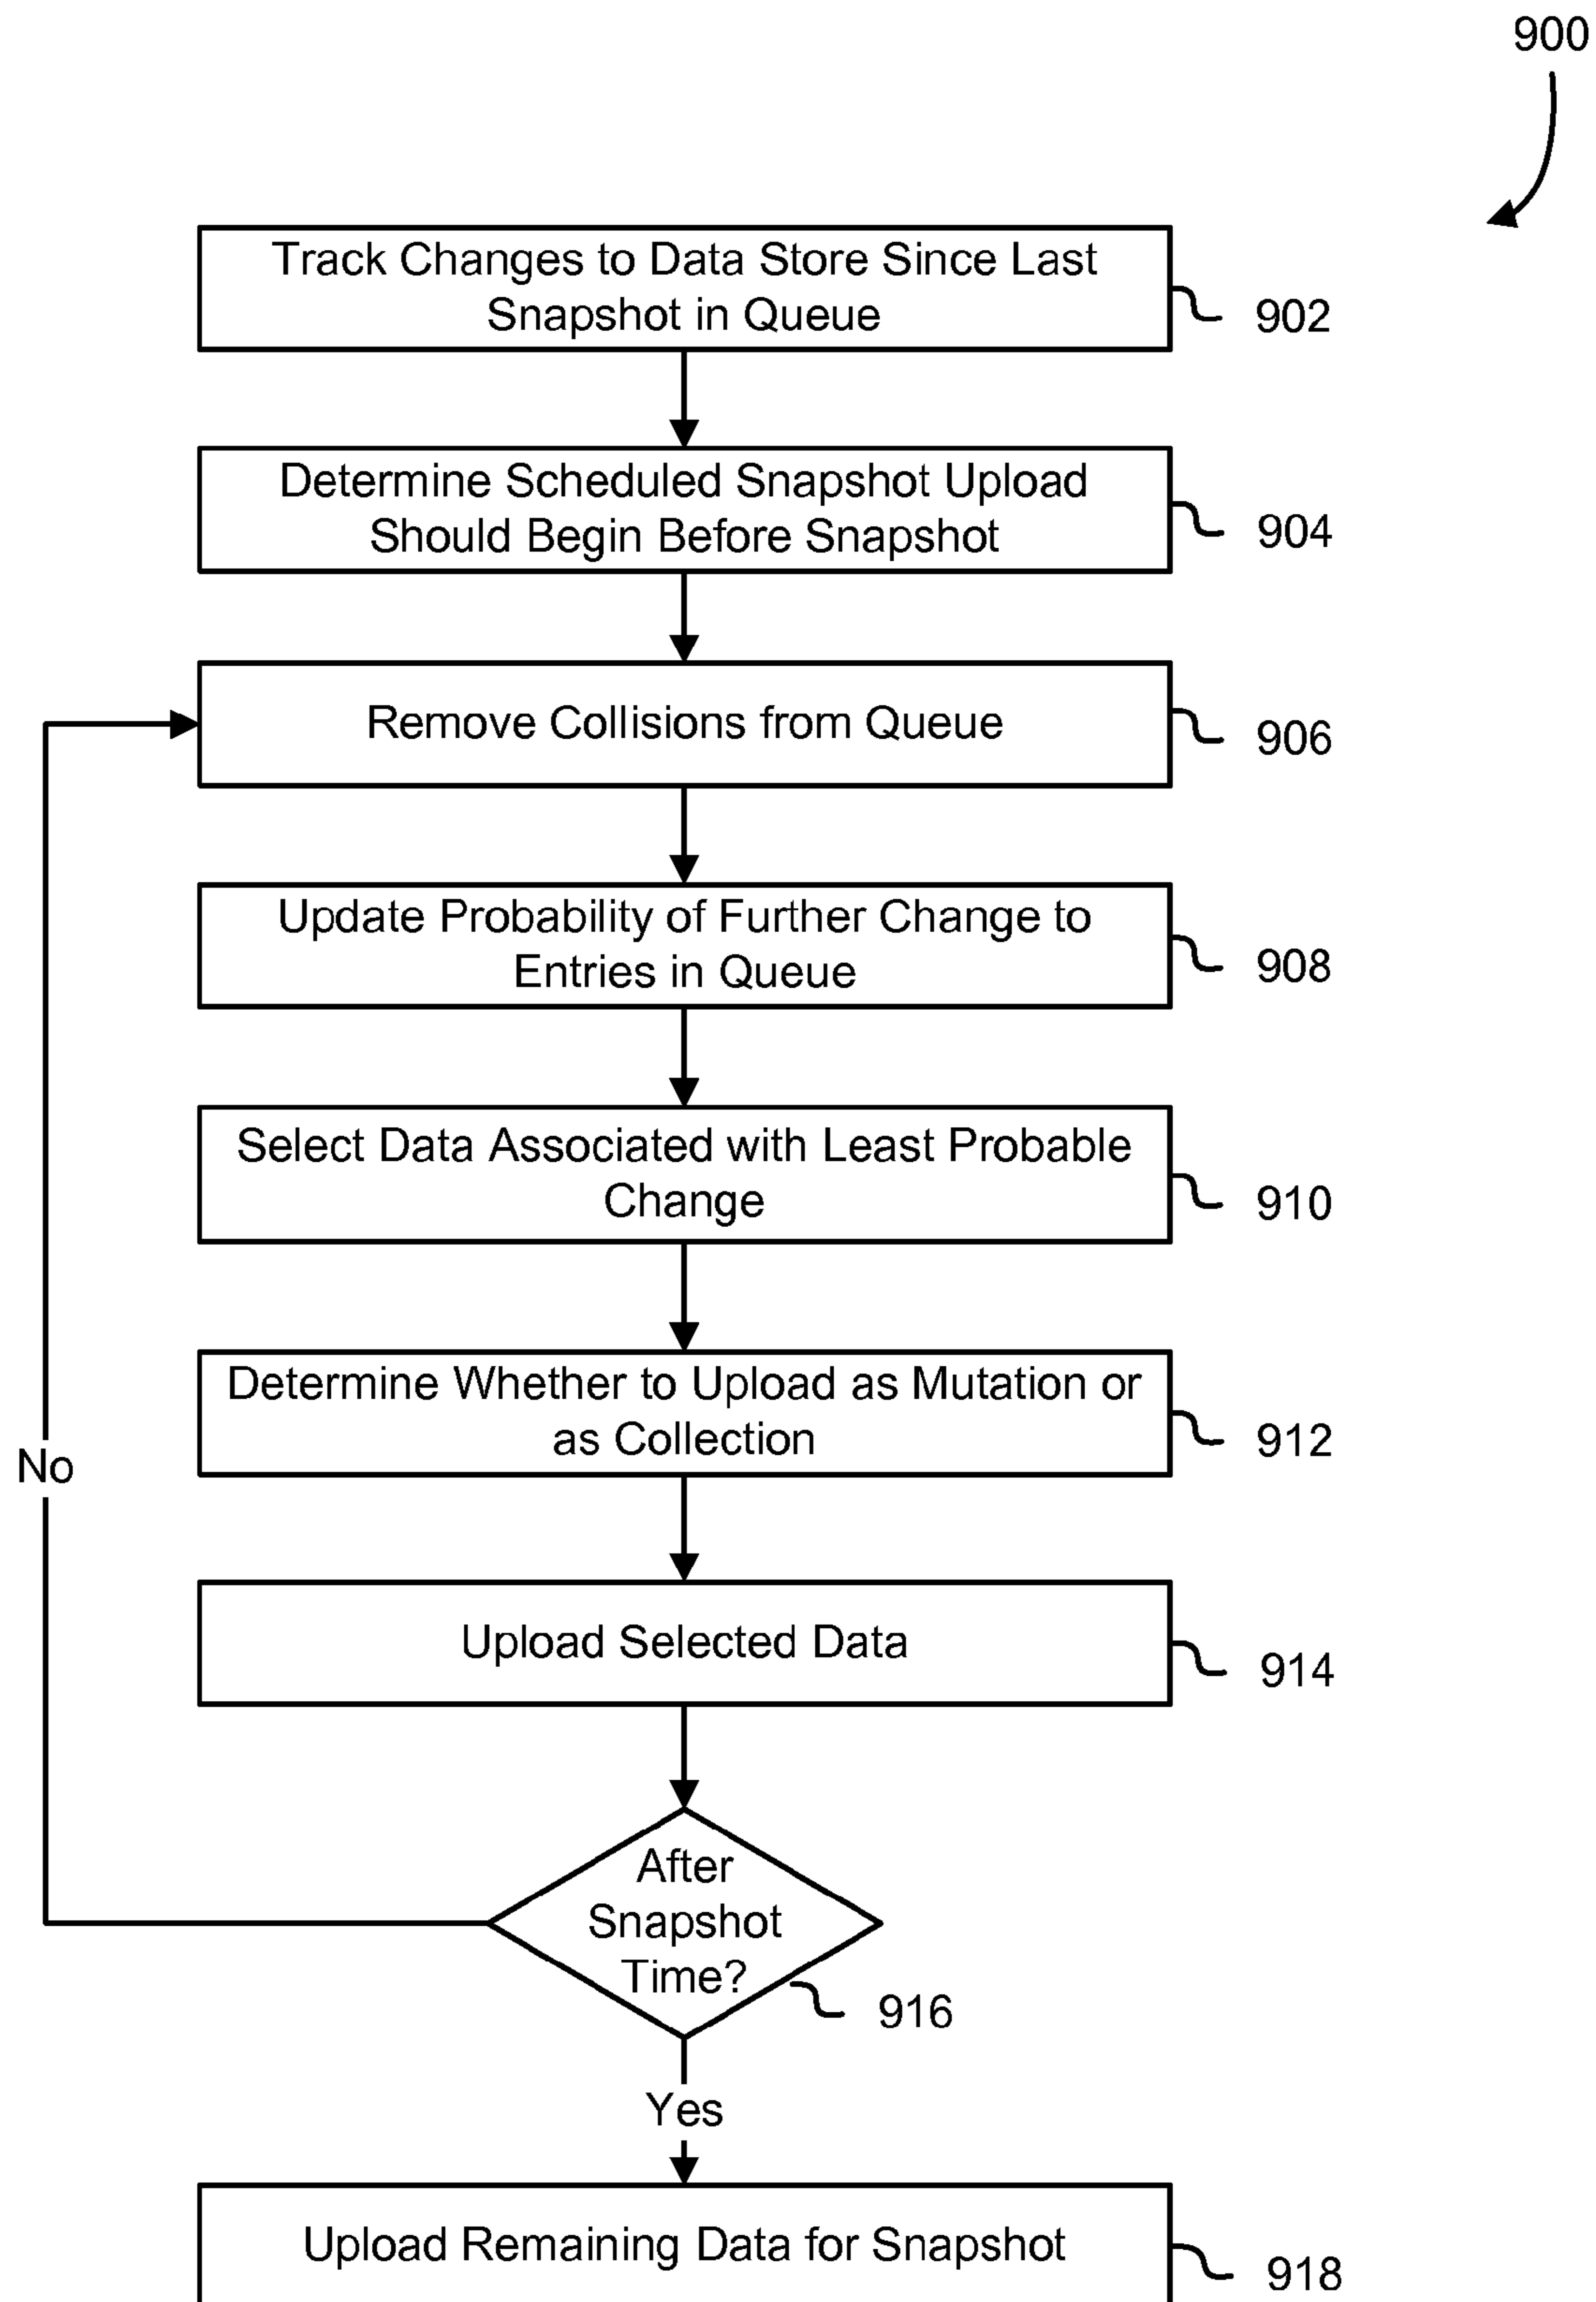 900
Track Changes to Data Store Since Last
Snapshot in Queue
902
Determine Scheduled Snapshot Upload
Should Begin Before Snapshot
904
Remove Collisions from Queue
906
Update Probability of Further Change to
Entries in Queue
908
Select Data Associated with Least Probable
Change
910
Determine Whether to Upload as Mutation or
as Collection
912
No
Upload Selected Data
914
After
Snapshot
Time?
916
Yes
Upload Remaining Data for Snapshot
918